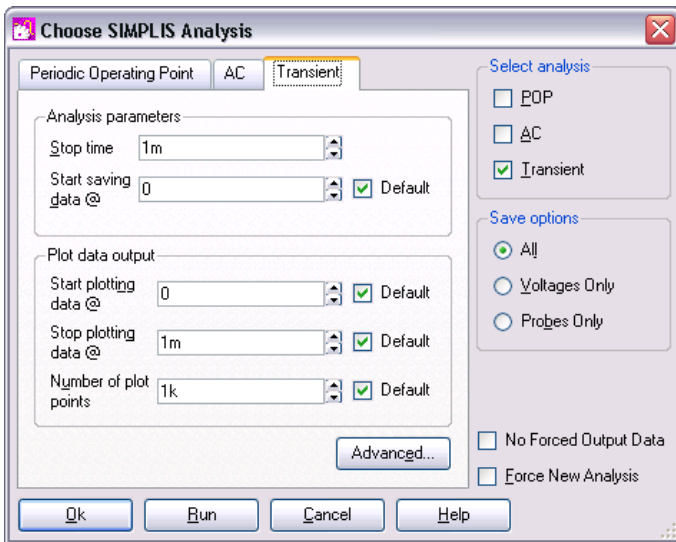 Choose SIMPLIS Analysis
Periodic Operating Point
AC
Transient
Analysis parameters
Stop time
1m
Start saving
data @
0
Default
Plot data output
Start plotting
data @
0
Default
Stop plotting
data @
1m
Default
Number of plot
points
1k
Default
Advanced...
Select analysis
POP
AC
Transient
Save options
All
Voltages Only
Probes Only
No Forced Output Data
Force New Analysis
Ok
Run
Cancel
Help